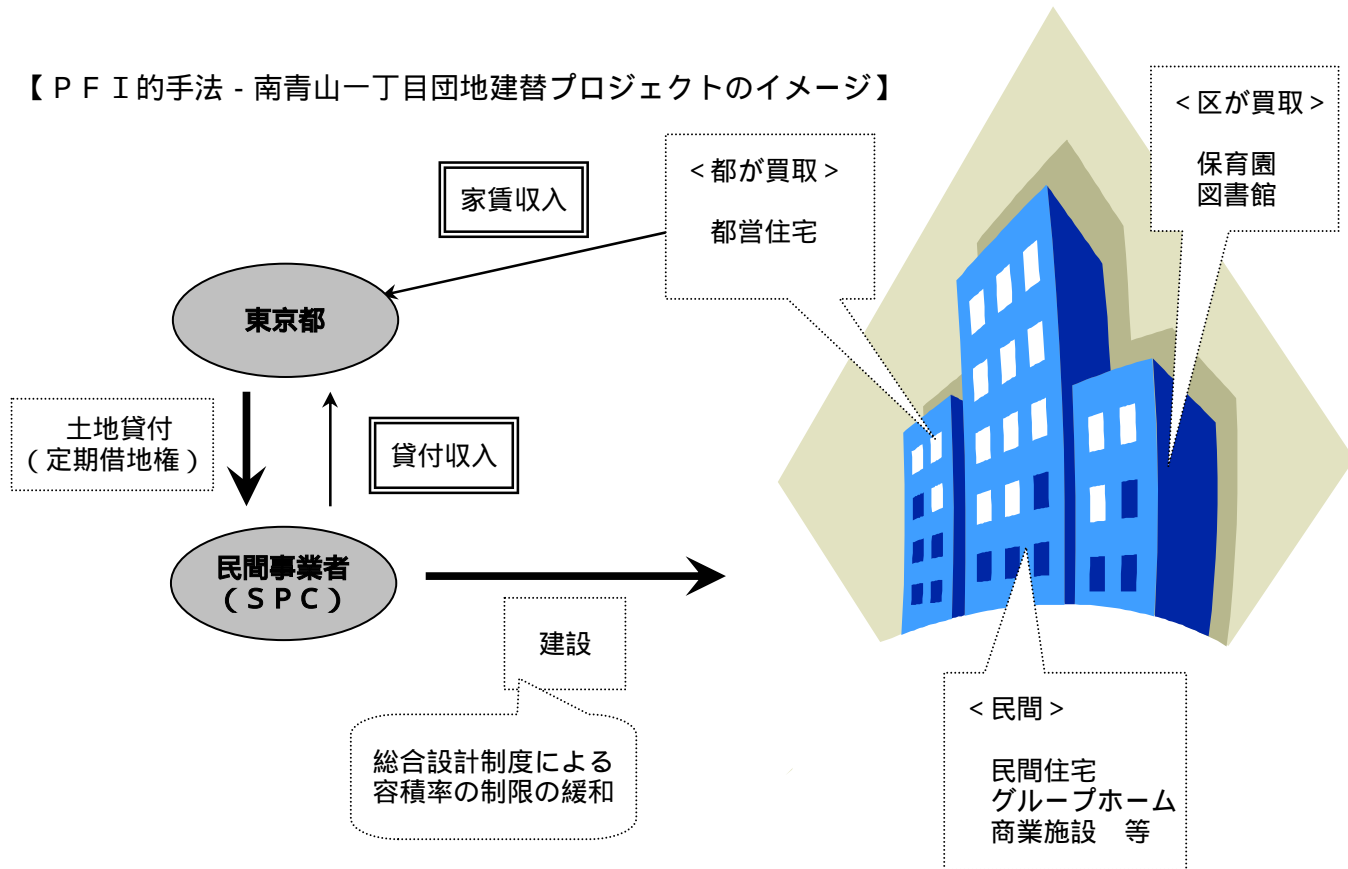 【ＰＦＩ的手法 - 南青山一丁目団地建替プロジェクトのイメージ】
<区が買取>
保育園
図書館
<都が買取>
都営住宅
家賃収入
東京都
土地貸付
（定期借地権）
貸付収入
民間事業者
（ＳＰＣ）
建設
総合設計制度による
容積率の制限の緩和
<民間>
民間住宅
グループホーム
商業施設　等